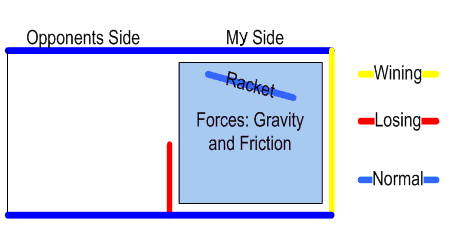 Opponents Side
My Side
Racket
Forces: Gravity
and Friction
Wining
Losing
Normal